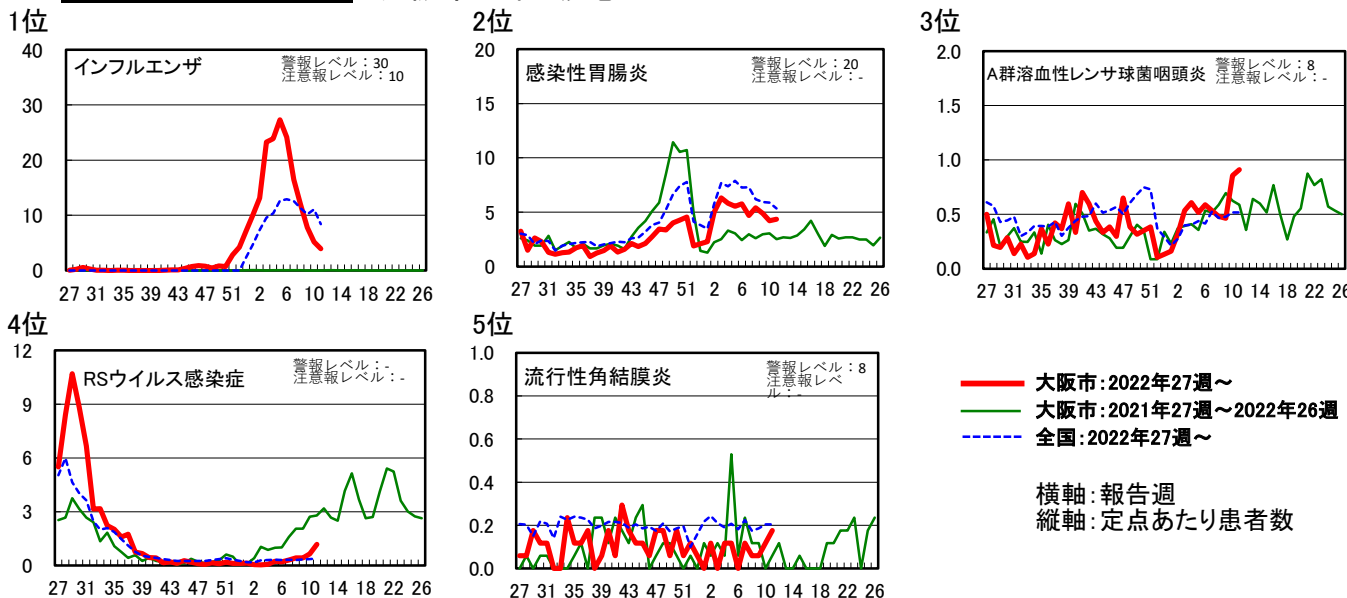 1位
40
30
20
10
0
インフルエンザ
警報レベル：30
注意報レベル：10
27 31 35 39 43 47 51 2 6 10 14 18 22 26
2位
20
15
10
5
0
感染性胃腸炎
警報レベル：20
注意報レベル：-
27 31 35 39 43 47 51 2 6 10 14 18 22 26
3位
2.0
1.5
1.0
0.5
0.0
A群溶血性レンサ球菌咽頭炎
警報レベル：8
注意報レベル：-
27 31 35 39 43 47 51 2 6 10 14 18 22 26
4位
12
9
6
3
0
RSウイルス感染症
警報レベル：-
注意報レベル：-
27 31 35 39 43 47 51 2 6 10 14 18 22 26
5位
1.0
0.8
0.6
0.4
0.2
0.0
流行性角結膜炎
警報レベル：8
注意報レベ
ル：-
27 31 35 39 43 47 51 2 6 10 14 18 22 26
大阪市：2022年27週～
大阪市：2021年27週～2022年26週
全国：2022年27週～
横軸：報告週
縦軸：定点あたり患者数